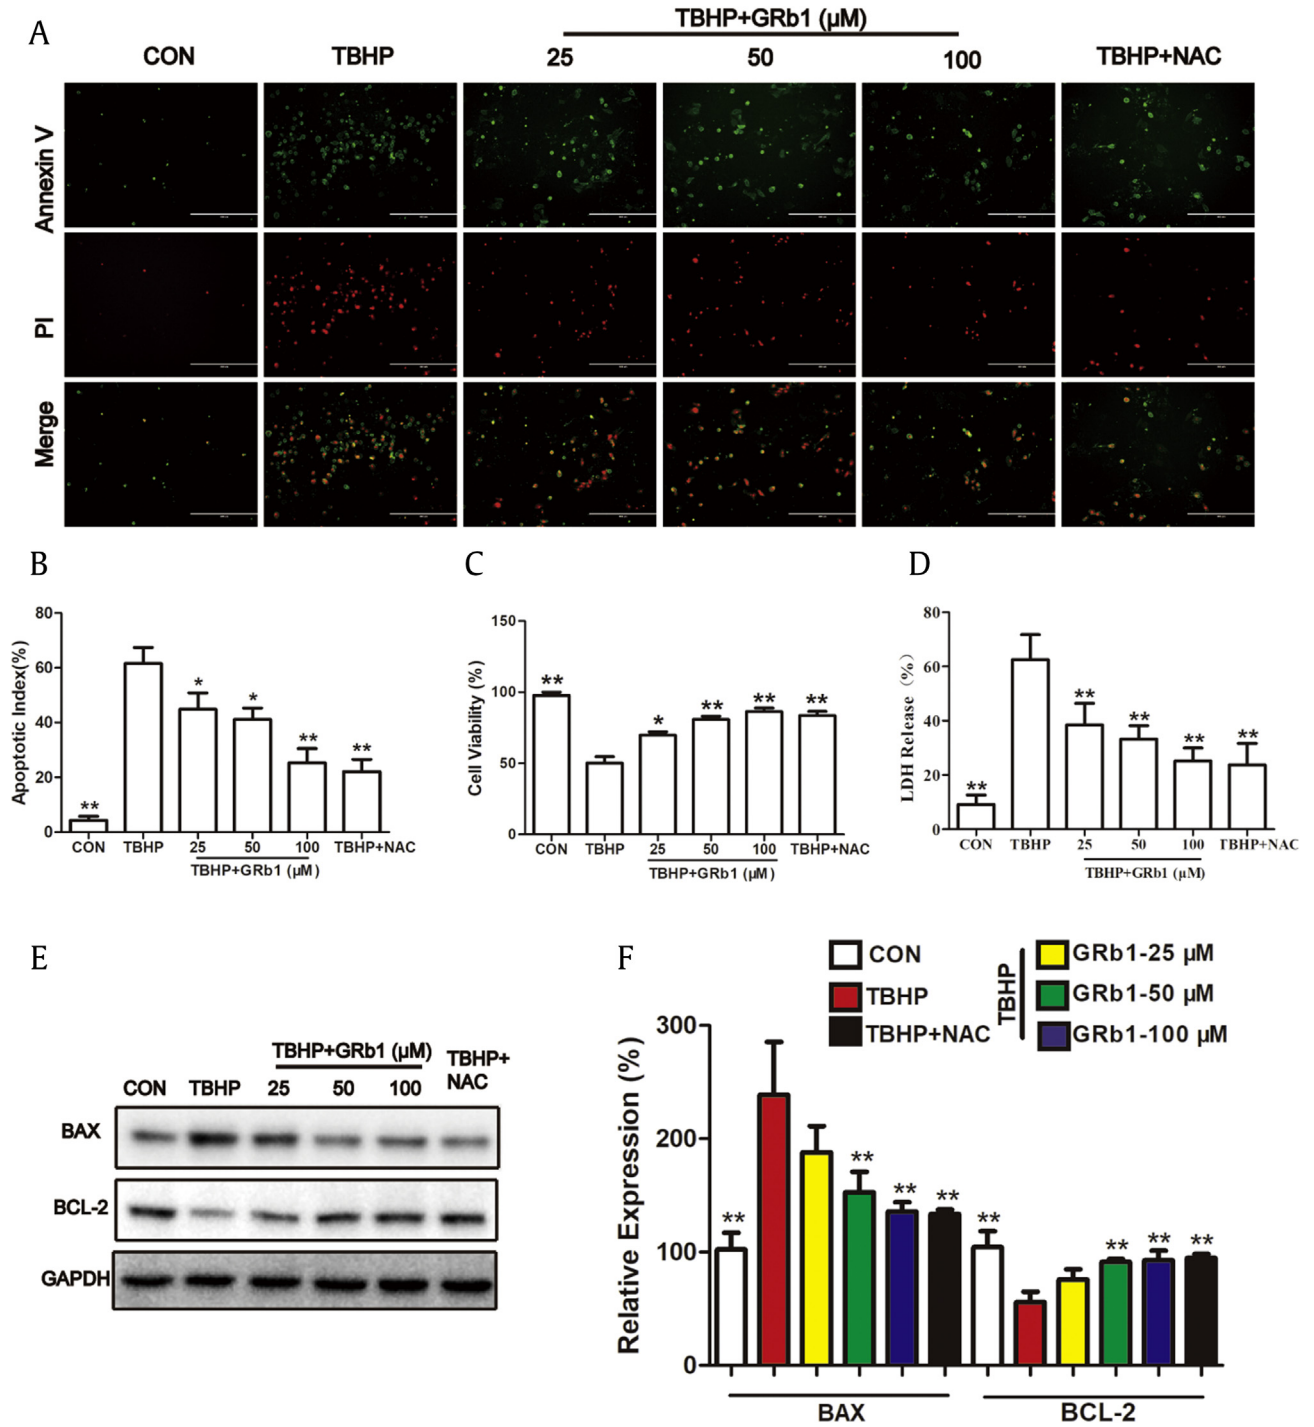 A
TBHP+GRb1 (µM)
CON TBHP 25 50 100 TBHP+NAC
Annexin V
PI
Merge
B
Apoptotic Index(%)
80
60
40
20
0
** * * ** **
CON TBHP 25 50 100 TBHP+NAC
TBHP+GRb1 (µM)
C
Cell Viability (%)
150
100
50
0
** * ** ** **
CON TBHP 25 50 100 TBHP+NAC
TBHP+GRb1 (µM)
D
LDH Release (%)
80
60
40
20
0
** ** ** ** **
CON TBHP 25 50 100 TBHP+NAC
TBHP+GRb1 (µM)
E
TBHP+GRb1 (µM)
TBHP+
NAC
CON TBHP 25 50 100
BAX
BCL-2
GAPDH
F
CON
TBHP
TBHP+NAC
TBHP
GRb1-25 µM
GRb1-50 µM
GRb1-100 µM
Relative Expression (%)
300
200
100
0
** ** ** ** ** ** ** **
BAX BCL-2